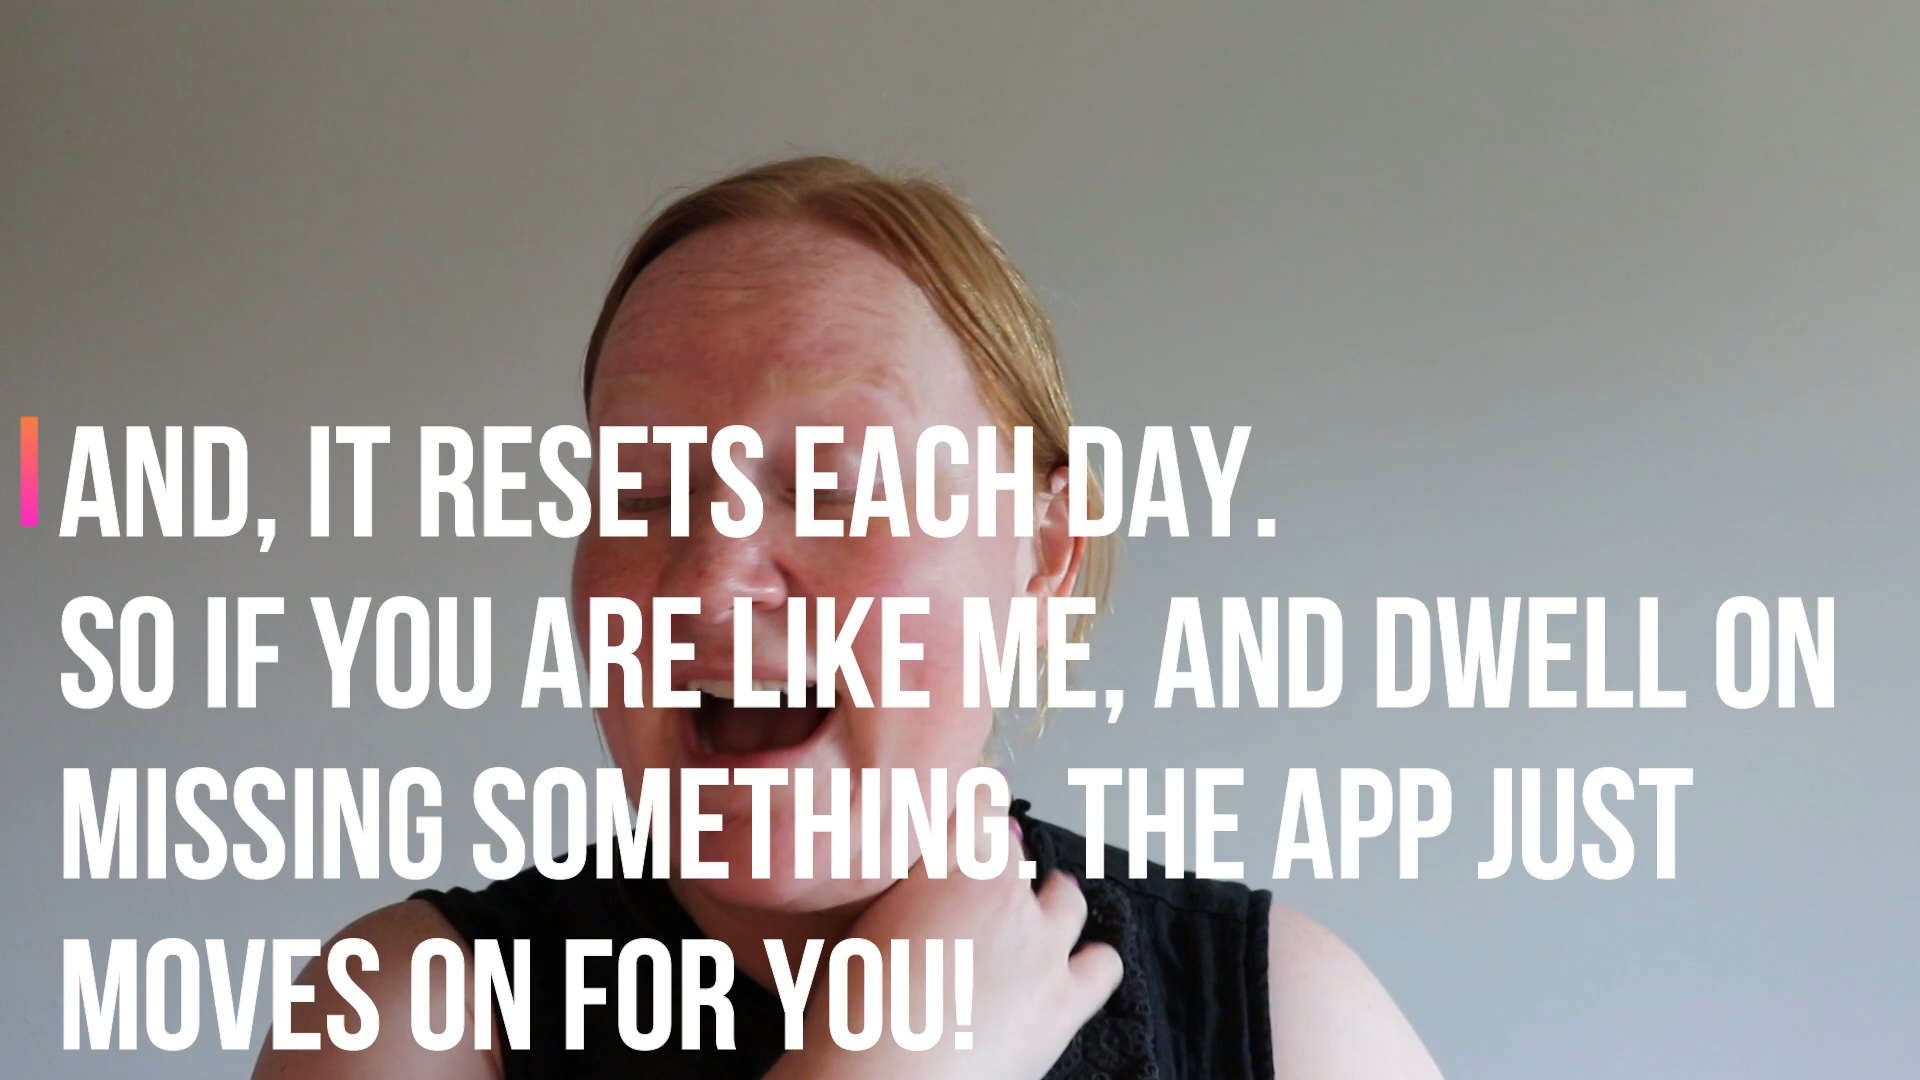 AND, IT RESETS EACH DAY.
SO IF YOU ARE LIKE ME, AND DWELL ON
MISSING SOMETHING. THE APP JUST
MOVES ON FOR YOU!